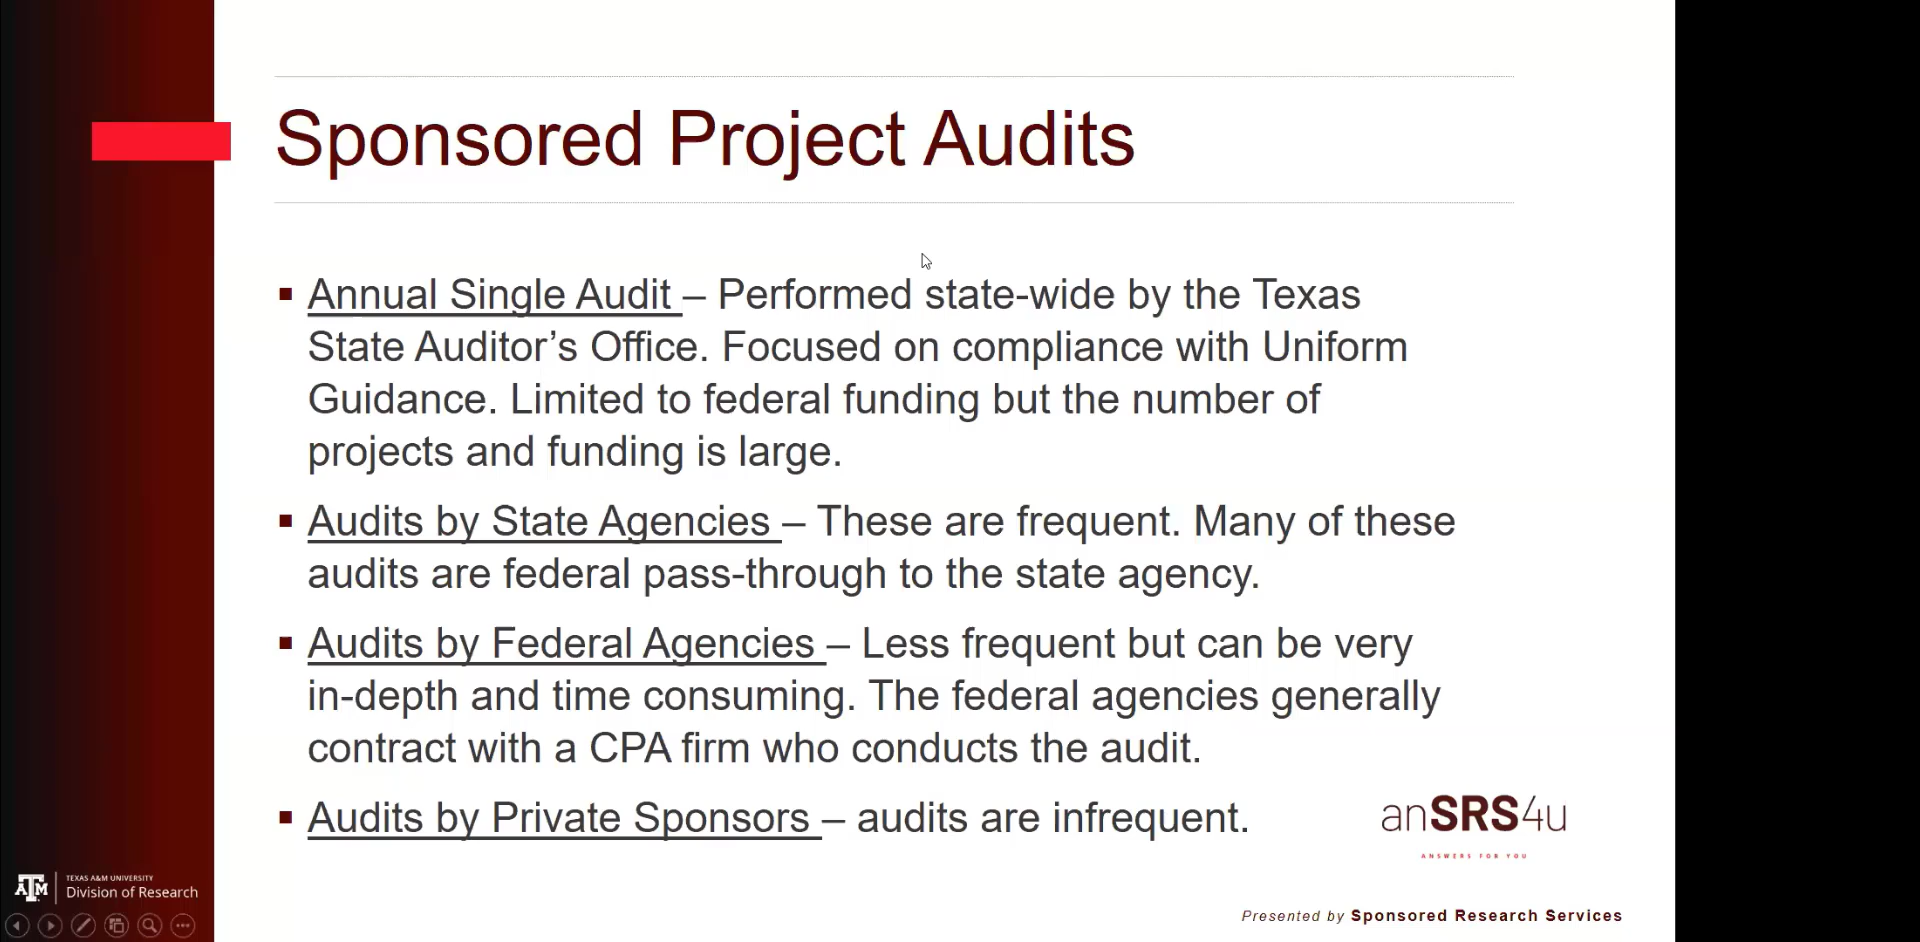 Sponsored Project Audits
▪ Annual Single Audit – Performed state-wide by the Texas
State Auditor’s Office. Focused on compliance with Uniform
Guidance. Limited to federal funding but the number of
projects and funding is large.
▪ Audits by State Agencies – These are frequent. Many of these
audits are federal pass-through to the state agency.
▪ Audits by Federal Agencies – Less frequent but can be very
in-depth and time consuming. The federal agencies generally
contract with a CPA firm who conducts the audit.
▪ Audits by Private Sponsors – audits are infrequent.
anSRS4u
ANSWERS FOR YOU
ATM
TEXAS A&M UNIVERSITY
Division of Research
Presented by Sponsored Research Services